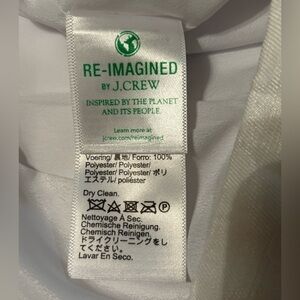 RE-IMAGINED
BY J.CREW
INSPIRED BY THE PLANET
AND ITS PEOPLE.
Learn more at
jcrew.com/reimagined
Voering/ 裏地/ Forro: 100%
Polyester/ Polyester/
Polyester/ Polyester/ ポリ
エステル/ poliéster
Dry Clean.
P
Nettoyage À Sec.
Chemische Reinigung.
Chemisch Reinigen.
ドライクリーニングをし
てください。
Lavar En Seco.